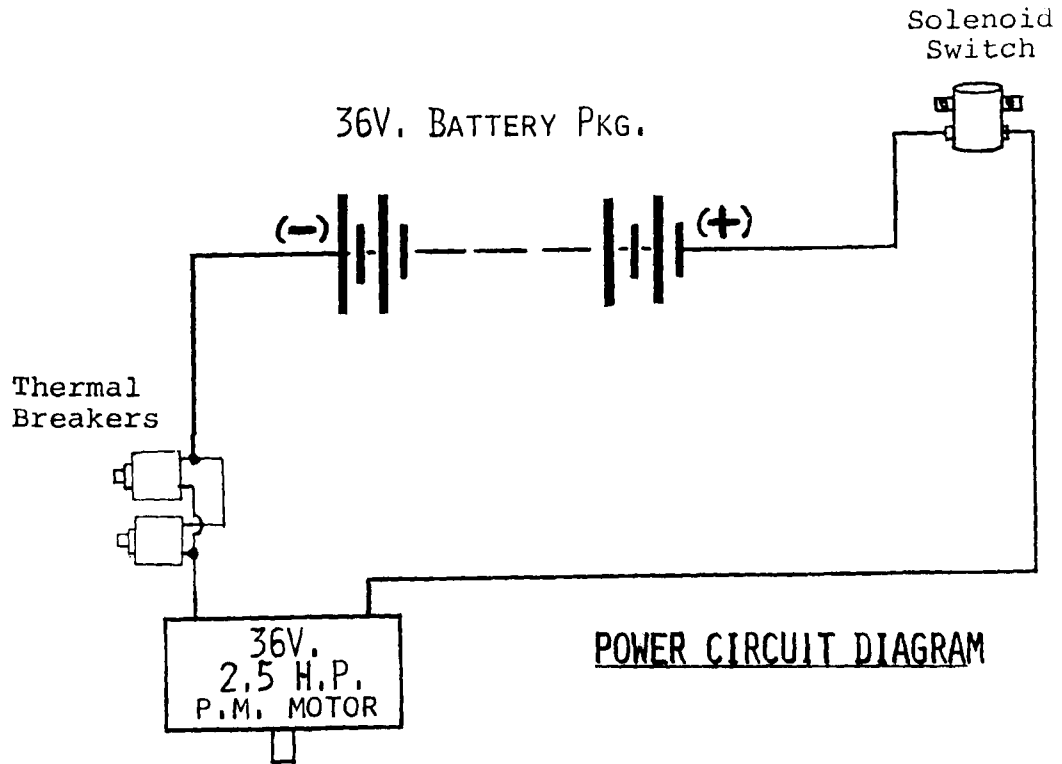 Solenoid
Switch
36V. BATTERY PKG.
(-)
(+)
Thermal
Breakers
36V.
2.5 H.P.
P.M. MOTOR
POWER CIRCUIT DIAGRAM